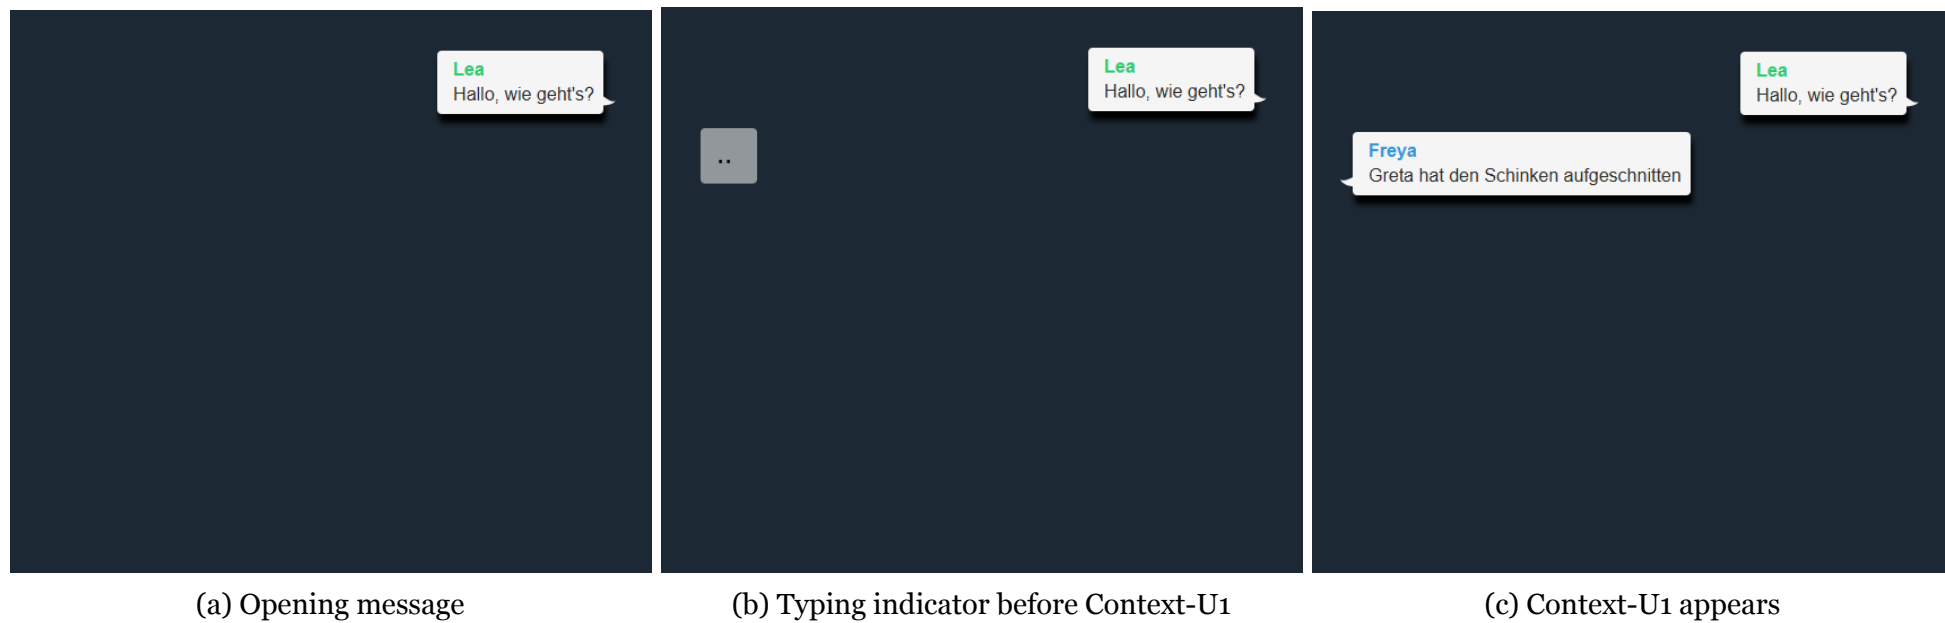 Lea
Hallo, wie geht's?
(a) Opening message
Lea
Hallo, wie geht's?
..
(b) Typing indicator before Context-U1
Lea
Hallo, wie geht's?
Freya
Greta hat den Schinken aufgeschnitten
(c) Context-U1 appears